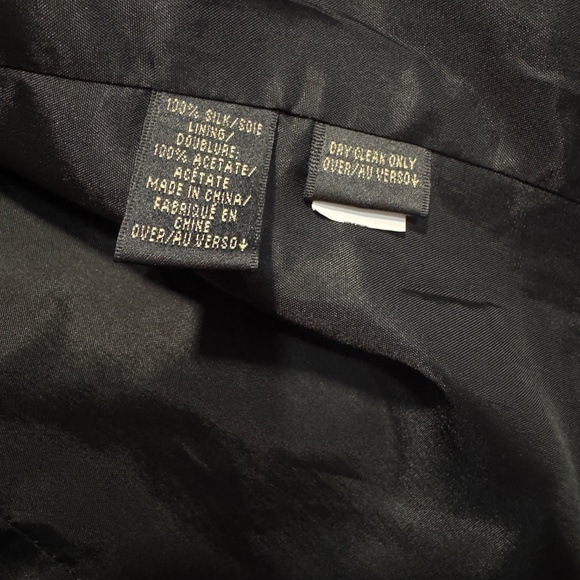 100% SILK/SOIE
LINING/
DOUBLURE:
100% ACETATE/
ACÉTATE
MADE IN CHINA/
FABRIQUÉ EN
CHINE
OVER/AU VERSO↓
DRY CLEAN ONLY
OVER/AU VERSO↓